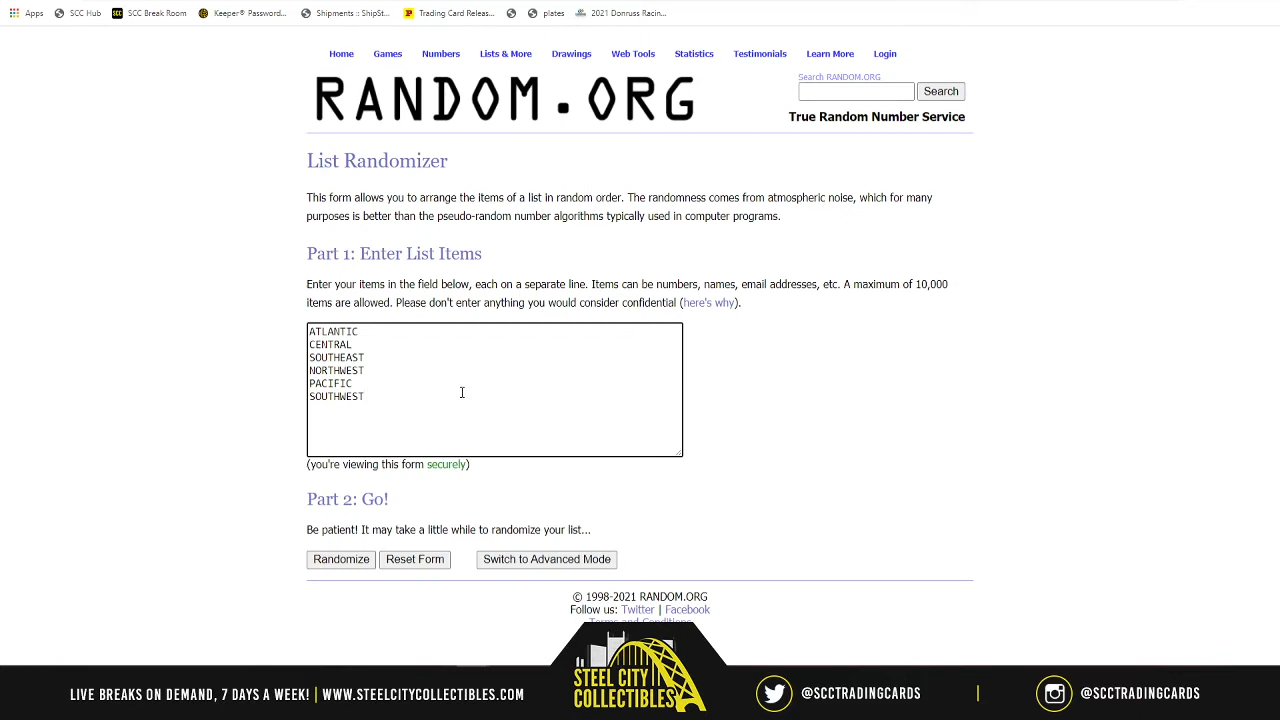 Apps SCC Hub SCC Break Room Keeper® Password... Shipments :: ShipSt... Trading Card Releas... plates 2021 Donruss Racin...
Home Games Numbers Lists & More Drawings Web Tools Statistics Testimonials Learn More Login
Search RANDOM.ORG
RANDOM.ORG
Search
True Random Number Service
List Randomizer
This form allows you to arrange the items of a list in random order. The randomness comes from atmospheric noise, which for many
purposes is better than the pseudo-random number algorithms typically used in computer programs.
Part 1: Enter List Items
Enter your items in the field below, each on a separate line. Items can be numbers, names, email addresses, etc. A maximum of 10,000
items are allowed. Please don't enter anything you would consider confidential (here's why).
ATLANTIC
CENTRAL
SOUTHEAST
NORTHWEST
PACIFIC
SOUTHWEST
(you're viewing this form securely)
Part 2: Go!
Be patient! It may take a little while to randomize your list...
Randomize Reset Form Switch to Advanced Mode
© 1998-2021 RANDOM.ORG
Follow us: Twitter | Facebook
Terms and Conditions
STEEL CITY
COLLECTIBLES
LIVE BREAKS ON DEMAND, 7 DAYS A WEEK! | WWW.STEELCITYCOLLECTIBLES.COM
@SCCTRADINGCARDS | @SCCTRADINGCARDS